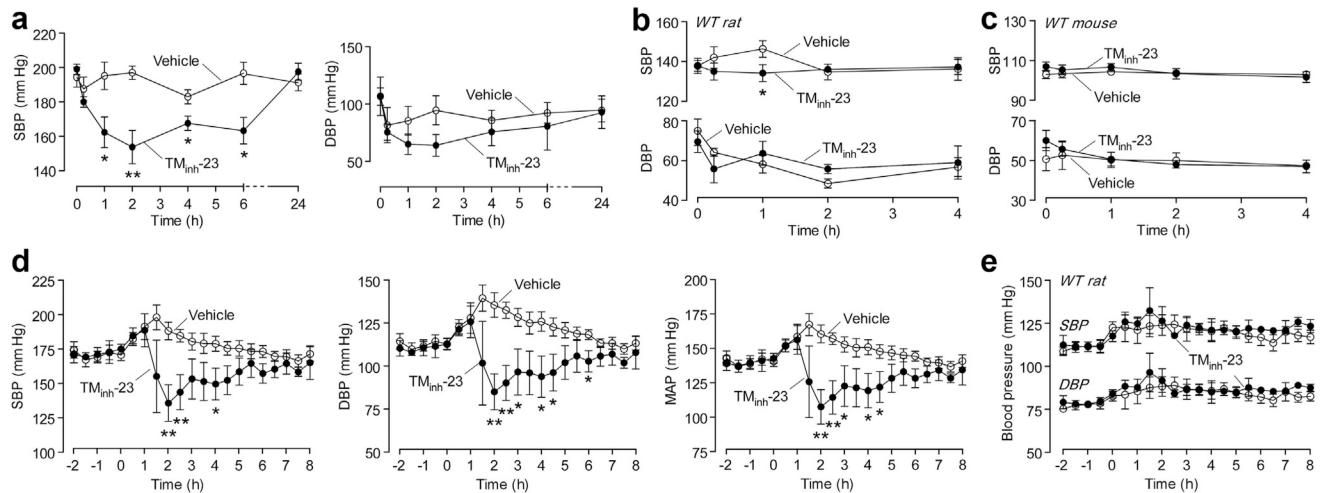 a
SBP (mm Hg)
200
180
160
140
Vehicle
TMinh-23
*
**
*
*
0 1 2 3 4 5 6 24
Time (h)
DBP (mm Hg)
150
100
50
Vehicle
TMinh-23
0 1 2 3 4 5 6 24
Time (h)
b
WT rat
SBP
180
140
100
Vehicle
TMinh-23
*
DBP
80
60
40
Vehicle
TMinh-23
0 1 2 3 4
Time (h)
c
WT mouse
SBP
130
110
90
TMinh-23
Vehicle
DBP
70
50
30
TMinh-23
Vehicle
0 1 2 3 4
Time (h)
d
SBP (mm Hg)
225
200
175
150
125
100
Vehicle
TMinh-23
**
**
*
-2 -1 0 1 2 3 4 5 6 7 8
Time (h)
DBP (mm Hg)
150
125
100
75
50
Vehicle
TMinh-23
**
**
*
*
*
*
-2 -1 0 1 2 3 4 5 6 7 8
Time (h)
MAP (mm Hg)
200
175
150
125
100
75
Vehicle
TMinh-23
**
**
*
*
*
-2 -1 0 1 2 3 4 5 6 7 8
Time (h)
e
WT rat
Blood pressure (mm Hg)
150
125
100
75
50
SBP
Vehicle
DBP
TMinh-23
-2 -1 0 1 2 3 4 5 6 7 8
Time (h)